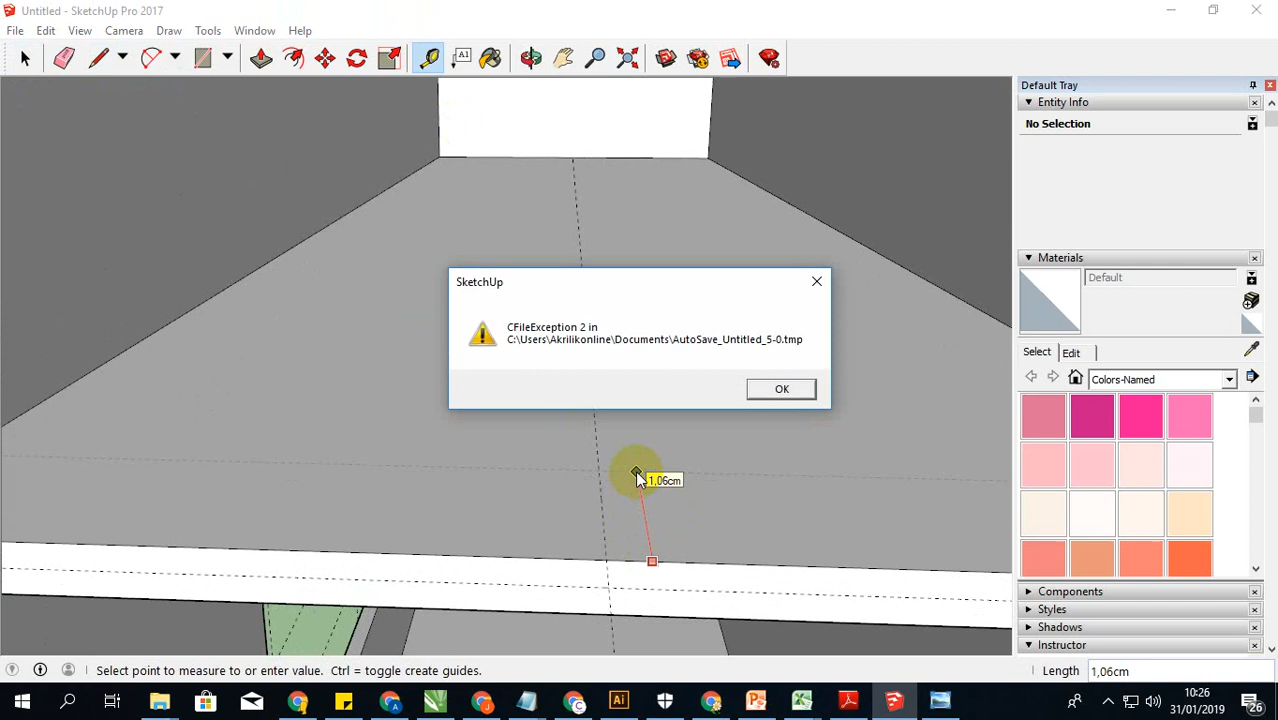 Untitled - SketchUp Pro 2017
File Edit View Camera Draw Tools Window Help
A1
Default Tray
Entity Info
No Selection
Materials
Default
Select Edit
Colors-Named
Components
Styles
Shadows
Instructor
SketchUp
CFileException 2 in
C:\Users\Akrilikonline\Documents\AutoSave_Untitled_5-0.tmp
OK
1,06cm
Select point to measure to or enter value. Ctrl = toggle create guides.
Length 1,06cm
10:26
31/01/2019
26